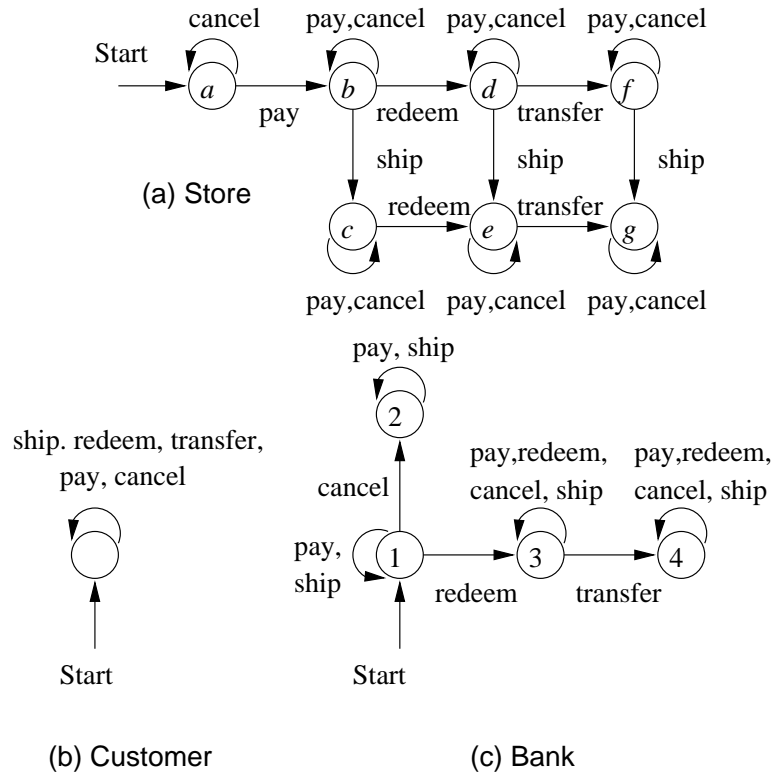 cancel
pay,cancel
pay,cancel
pay,cancel
Start
a
b
d
f
pay
redeem
transfer
ship
ship
ship
(a) Store
redeem
transfer
c
e
g
pay,cancel
pay,cancel
pay,cancel
pay, ship
2
ship. redeem, transfer,
pay, cancel
pay,redeem,
cancel, ship
pay,redeem,
cancel, ship
cancel
pay,
ship
1
3
4
redeem
transfer
Start
Start
(b) Customer
(c) Bank